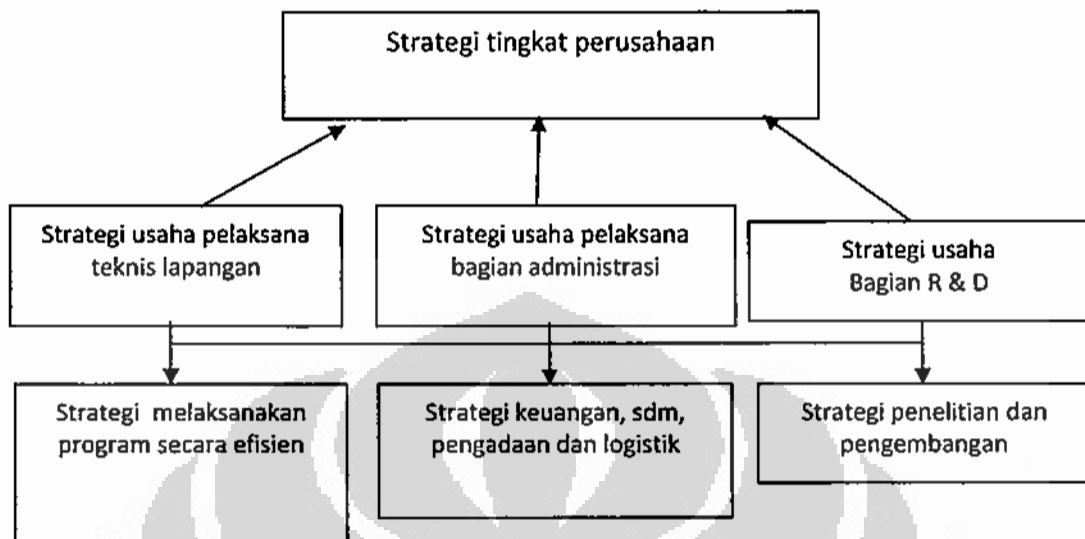 Strategi tingkat perusahaan
Strategi usaha pelaksana
teknis lapangan
Strategi usaha pelaksana
bagian administrasi
Strategi usaha
Bagian R & D
Strategi melaksanakan
program secara efisien
Strategi keuangan, sdm,
pengadaan dan logistik
Strategi penelitian dan
pengembangan